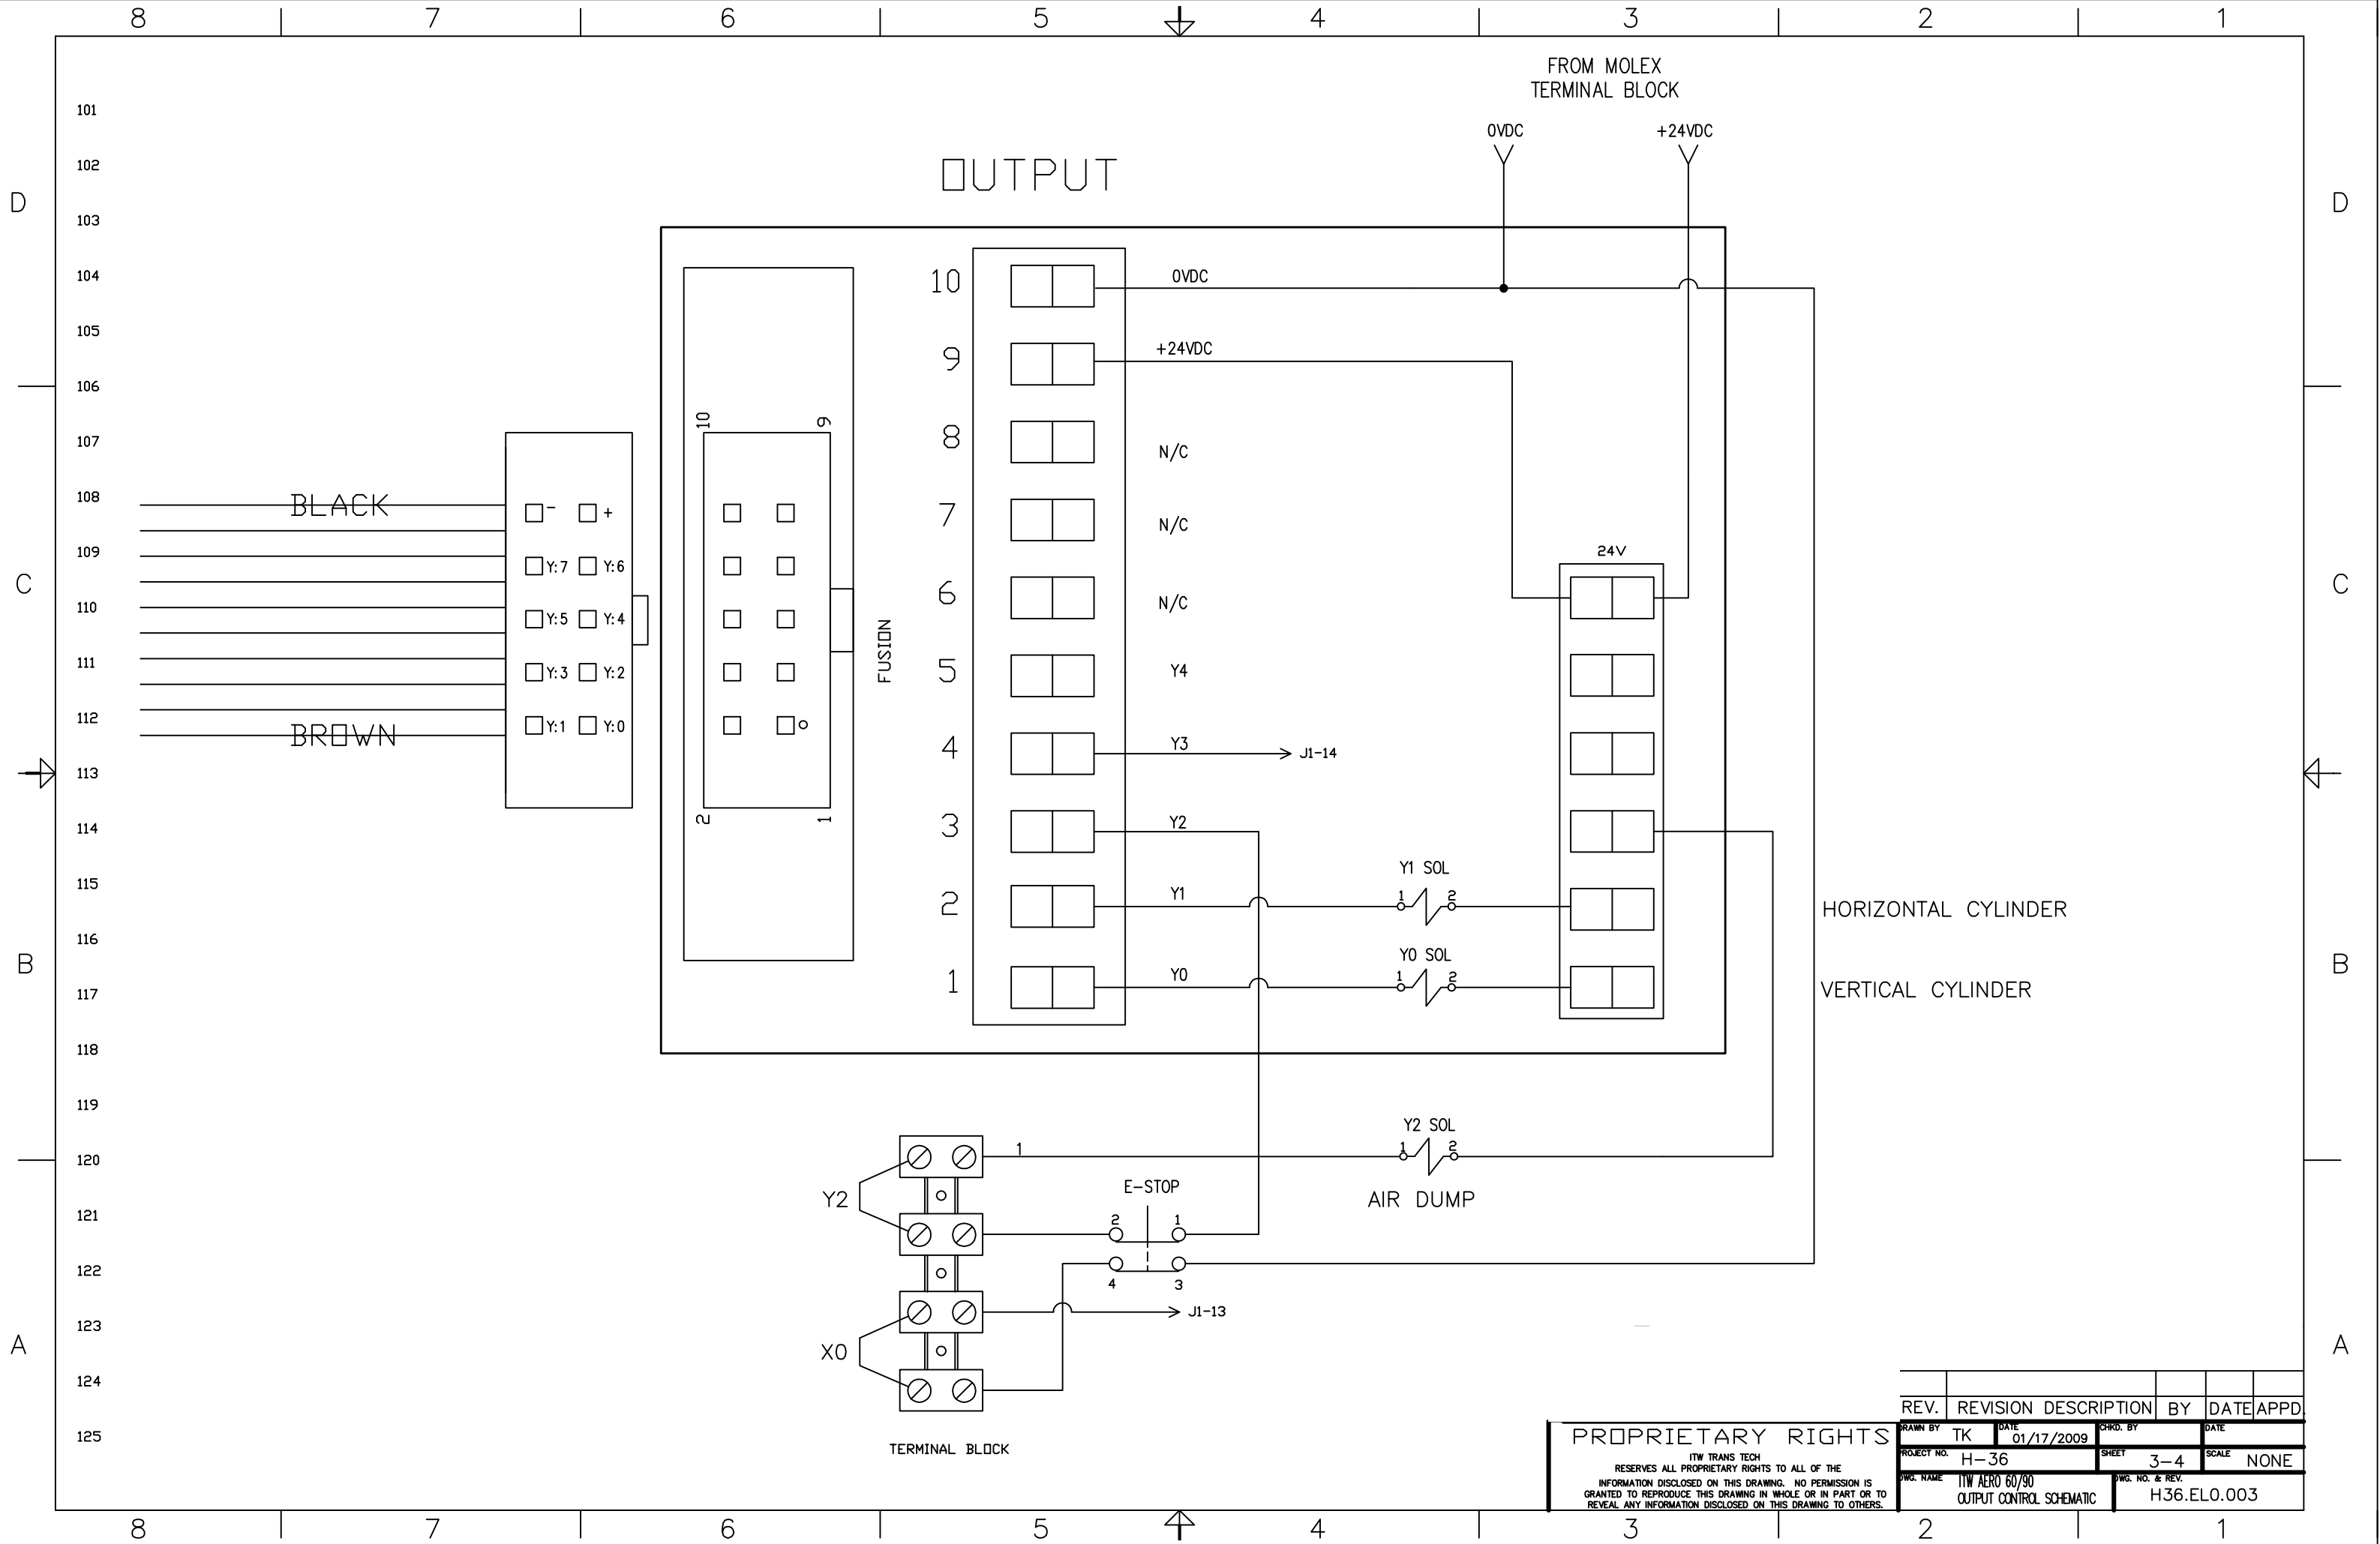 8 7 6 5 4 3 2 1
FROM MOLEX
TERMINAL BLOCK
0VDC +24VDC
OUTPUT
D D
C C
B B
A A
101
102
103
104
105
106
107
108
109
110
111
112
113
114
115
116
117
118
119
120
121
122
123
124
125
BLACK
BROWN
- +
Y:7 Y:6
Y:5 Y:4
Y:3 Y:2
Y:1 Y:0
10 9
2 1
FUSION
10 0VDC
9 +24VDC
8 N/C
7 N/C
6 N/C
5 Y4
4 Y3 J1-14
3 Y2
2 Y1
1 Y0
24V
Y1 SOL
1 2
HORIZONTAL CYLINDER
Y0 SOL
1 2
VERTICAL CYLINDER
Y2 SOL
1 1 2
AIR DUMP
Y2
E-STOP
2 1
4 3
J1-13
X0
TERMINAL BLOCK
PROPRIETARY RIGHTS
ITW TRANS TECH
RESERVES ALL PROPRIETARY RIGHTS TO ALL OF THE
INFORMATION DISCLOSED ON THIS DRAWING. NO PERMISSION IS
GRANTED TO REPRODUCE THIS DRAWING IN WHOLE OR IN PART OR TO
REVEAL ANY INFORMATION DISCLOSED ON THIS DRAWING TO OTHERS.
REV. REVISION DESCRIPTION BY DATE APPD.
DRAWN BY TK DATE 01/17/2009 CHKD. BY DATE
PROJECT NO. H-36 SHEET 3-4 SCALE NONE
DWG. NAME ITW AERO 60/90
OUTPUT CONTROL SCHEMATIC
DWG. NO. & REV.
H36.EL0.003
8 7 6 5 4 3 2 1